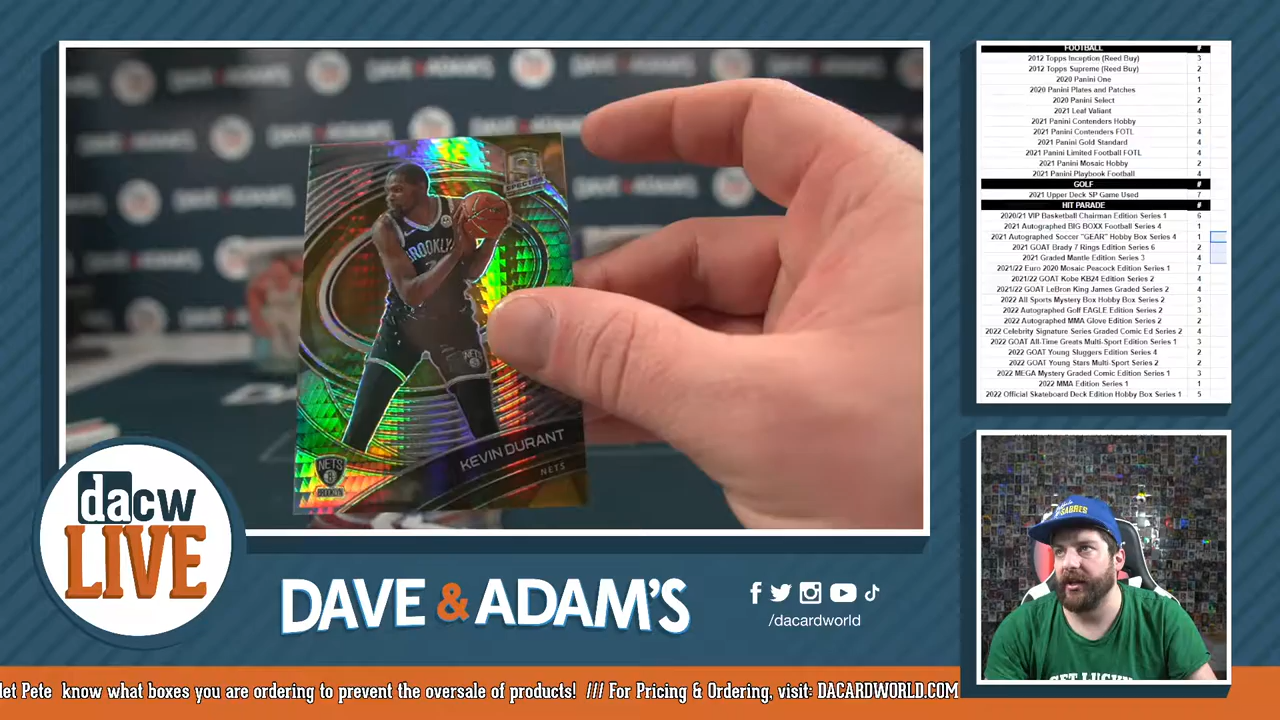 DAVE & ADAM'S
SPECTRA
BROOKLYN
NETS
KEVIN DURANT
NETS
NETS
BROOKLYN
FOOTBALL #
2012 Topps Inception (Reed Buy) 3
2012 Topps Supreme (Reed Buy) 2
2020 Panini One 1
2020 Panini Plates and Patches 1
2020 Panini Select 2
2021 Leaf Valiant 4
2021 Panini Contenders Hobby 3
2021 Panini Contenders FOTL 4
2021 Panini Gold Standard 4
2021 Panini Limited Football FOTL 4
2021 Panini Mosaic Hobby 2
2021 Panini Playbook Football 4
GOLF #
2021 Upper Deck SP Game Used 7
HIT PARADE #
2020/21 VIP Basketball Chairman Edition Series 1 6
2021 Autographed BIG BOXX Football Series 4 1
2021 Autographed Soccer "GEAR" Hobby Box Series 4 1
2021 GOAT Brady 7 Rings Edition Series 6 2
2021 Graded Mantle Edition Series 3 4
2021/22 Euro 2020 Mosaic Peacock Edition Series 1 7
2021/22 GOAT Kobe KB24 Edition Series 2 4
2021/22 GOAT LeBron King James Graded Series 2 4
2022 All Sports Mystery Box Hobby Box Series 2 3
2022 Autographed Golf EAGLE Edition Series 2 3
2022 Autographed MMA Glove Edition Series 2 2
2022 Celebrity Signature Series Graded Comic Ed Series 2 4
2022 GOAT All-Time Greats Multi-Sport Edition Series 1 3
2022 GOAT Young Sluggers Edition Series 4 2
2022 GOAT Young Stars Multi-Sport Series 2 2
2022 MEGA Mystery Graded Comic Edition Series 1 3
2022 MMA Edition Series 1 1
2022 Official Skateboard Deck Edition Hobby Box Series 1 5
SABRES
GET LUCKY
dacw
LIVE
DAVE & ADAM'S
/dacardworld
let Pete know what boxes you are ordering to prevent the oversale of products! /// For Pricing & Ordering, visit: DACARDWORLD.COM